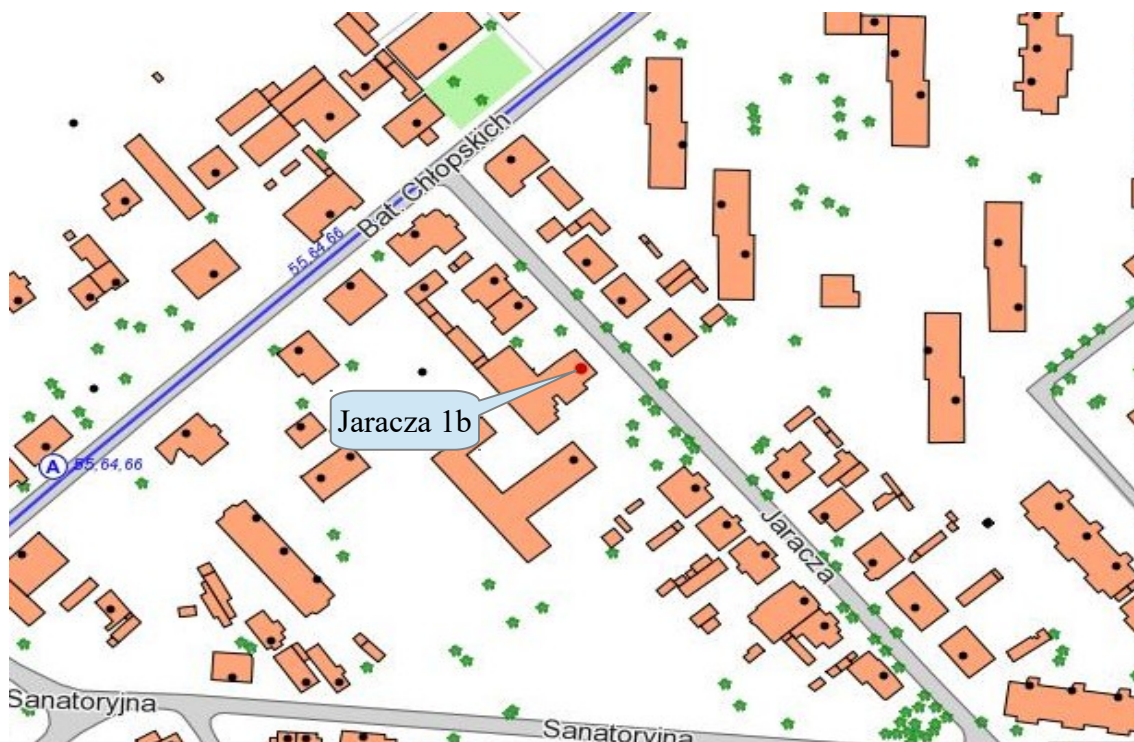 Bat. Chłopskich
55,64,66
Jaracza 1b
A 55,64,66
Jaracza
Sanatoryjna
Sanatoryjna